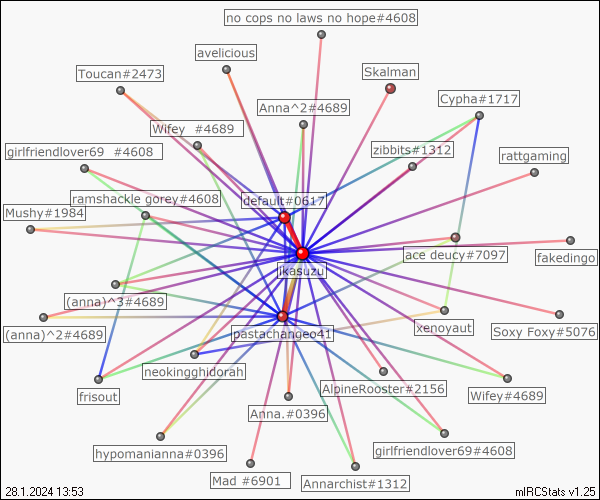 no cops no laws no hope#4608
avelicious
Toucan#2473
Skalman
Cypha#1717
Anna^2#4689
Wifey #4689
zibbits#1312
girlfriendlover69 #4608
rattgaming
ramshackle gorey#4608
default#0617
Mushy#1984
ace deucy#7097
fakedingo
ikasuzu
(anna)^3#4689
(anna)^2#4689
pastachangeo41
xenoyaut
Soxy Foxy#5076
neokingghidorah
frisout
AlpineRooster#2156
Wifey#4689
Anna.#0396
hypomanianna#0396
girlfriendlover69#4608
Mad #6901
Annarchist#1312
28.1.2024 13:53
mIRCStats v1.25